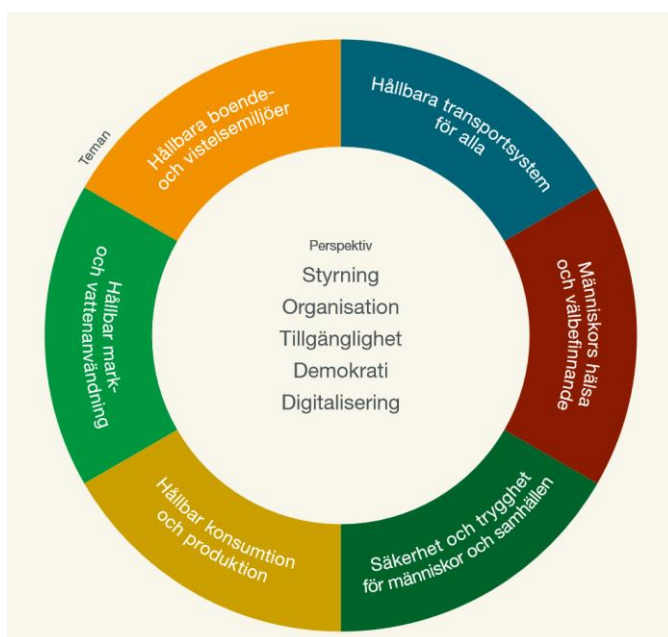 Teman
Hållbara boende-
och vistelsemiljöer
Hållbara transportsystem
för alla
Människors hälsa
och välbefinnande
Säkerhet och trygghet
för människor och samhällen
Hållbar konsumtion
och produktion
Hållbar mark-
och vattenanvändning
Perspektiv
Styrning
Organisation
Tillgänglighet
Demokrati
Digitalisering